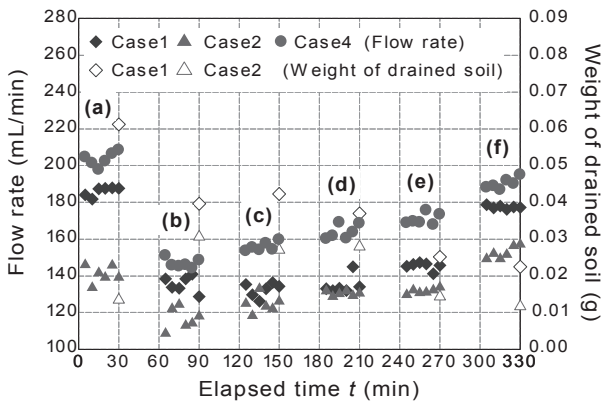 280
260
240
220
200
180
160
140
120
100
Flow rate (mL/min)
Case1 Case2 Case4 (Flow rate)
Case1 Case2 (Weight of drained soil)
(a)
(b)
(c)
(d)
(e)
(f)
0.09
0.08
0.07
0.06
0.05
0.04
0.03
0.02
0.01
0.00
Weight of drained soil (g)
0 30 60 90 120 150 180 210 240 270 300 330
Elapsed time t (min)